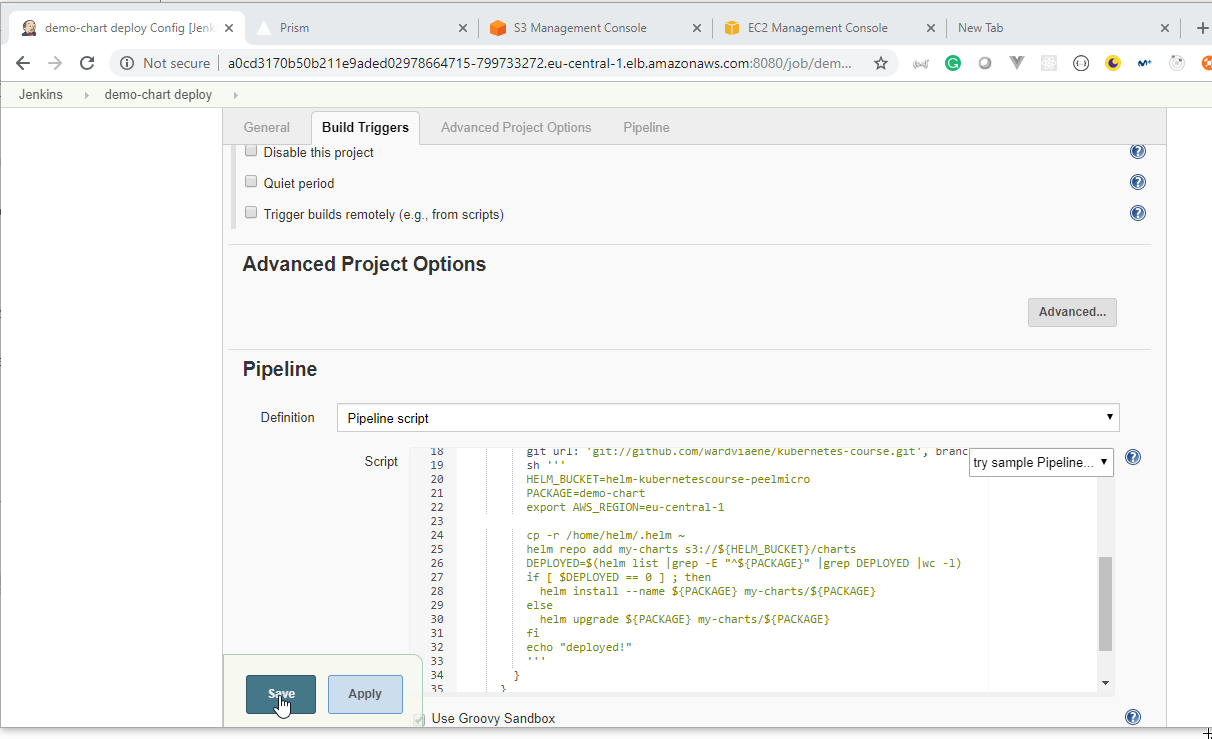 demo-chart deploy Config [Jenk
Prism
S3 Management Console
EC2 Management Console
New Tab
Not secure
a0cd3170b50b211e9aded02978664715-799733272.eu-central-1.elb.amazonaws.com:8080/job/dem...
Jenkins
demo-chart deploy
General
Build Triggers
Advanced Project Options
Pipeline
Disable this project
Quiet period
Trigger builds remotely (e.g., from scripts)
Advanced Project Options
Advanced...
Pipeline
Definition
Pipeline script
Script
try sample Pipeline...
18 git url: 'git://github.com/wardviaene/kubernetes-course.git', branc
19 sh '''
20 HELM_BUCKET=helm-kubernetescourse-peelmicro
21 PACKAGE=demo-chart
22 export AWS_REGION=eu-central-1
23
24 cp -r /home/helm/.helm ~
25 helm repo add my-charts s3://${HELM_BUCKET}/charts
26 DEPLOYED=$(helm list |grep -E "^${PACKAGE}" |grep DEPLOYED |wc -l)
27 if [ $DEPLOYED == 0 ] ; then
28 helm install --name ${PACKAGE} my-charts/${PACKAGE}
29 else
30 helm upgrade ${PACKAGE} my-charts/${PACKAGE}
31 fi
32 echo "deployed!"
33 '''
34 }
35 }
Save
Apply
Use Groovy Sandbox